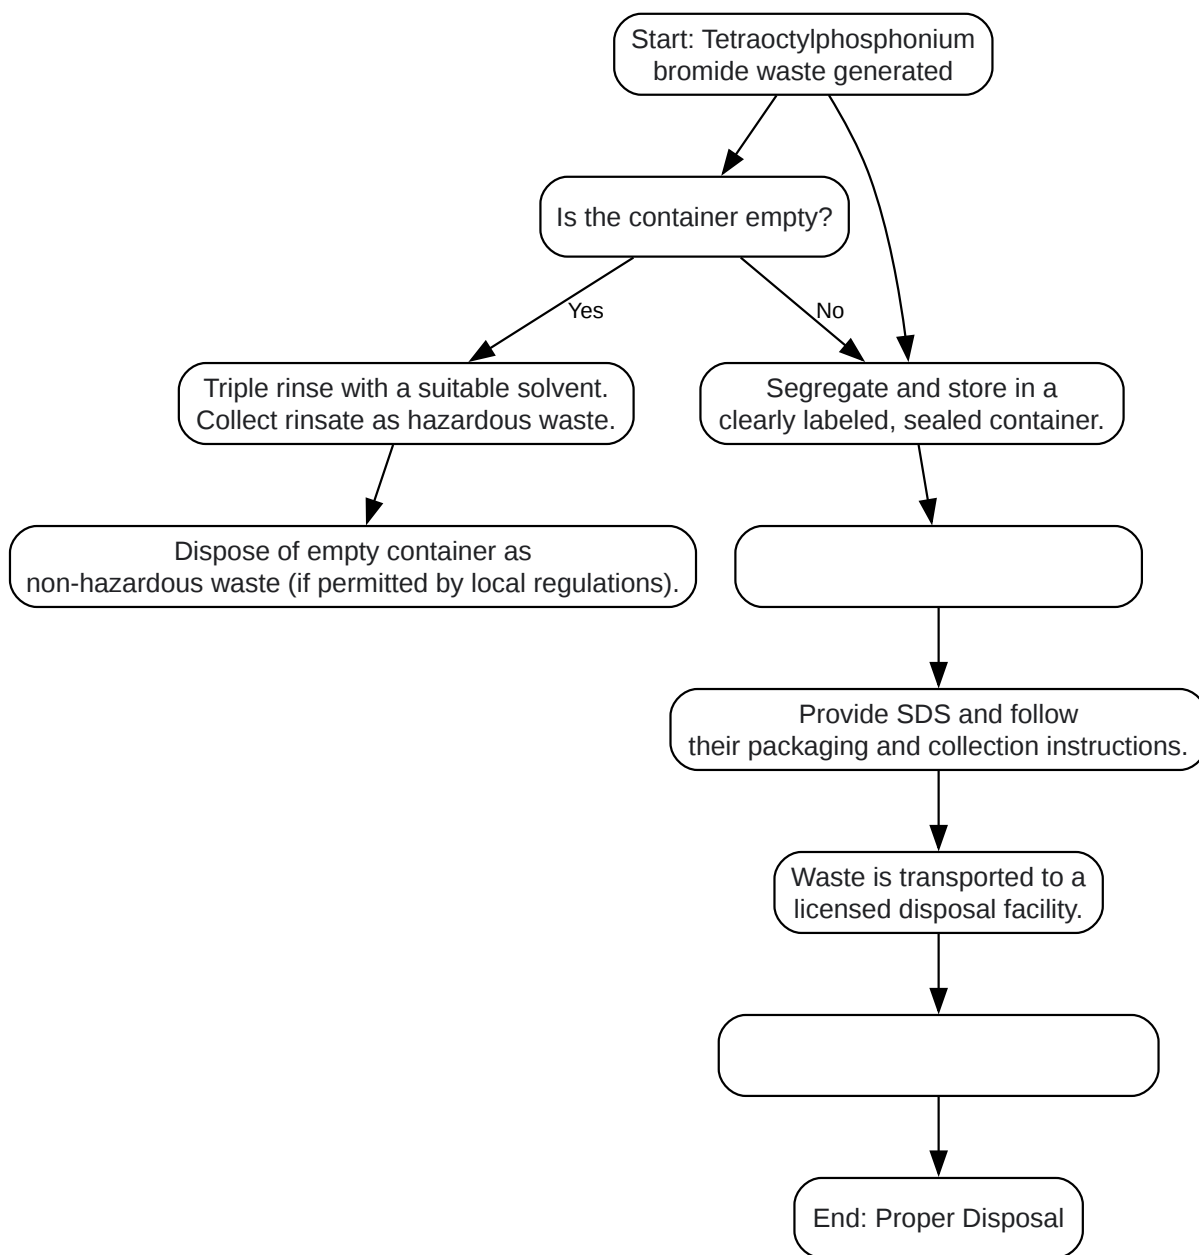 Start: Tetraoctylphosphonium
bromide waste generated
Is the container empty?
Yes
No
Triple rinse with a suitable solvent.
Collect rinsate as hazardous waste.
Segregate and store in a
clearly labeled, sealed container.
Dispose of empty container as
non-hazardous waste (if permitted by local regulations).
Provide SDS and follow
their packaging and collection instructions.
Waste is transported to a
licensed disposal facility.
End: Proper Disposal